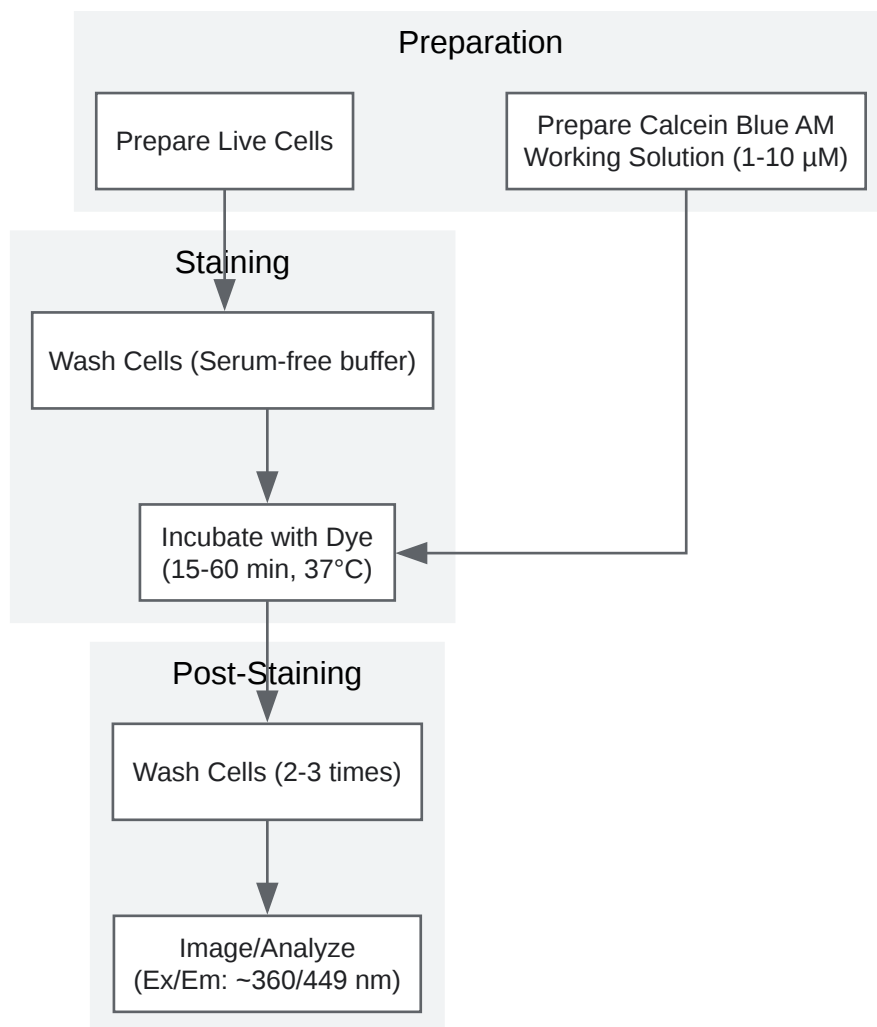 Preparation
Prepare Live Cells
Prepare Calcein Blue AM
Working Solution (1-10 µM)
Staining
Wash Cells (Serum-free buffer)
Incubate with Dye
(15-60 min, 37°C)
Post-Staining
Wash Cells (2-3 times)
Image/Analyze
(Ex/Em: ~360/449 nm)